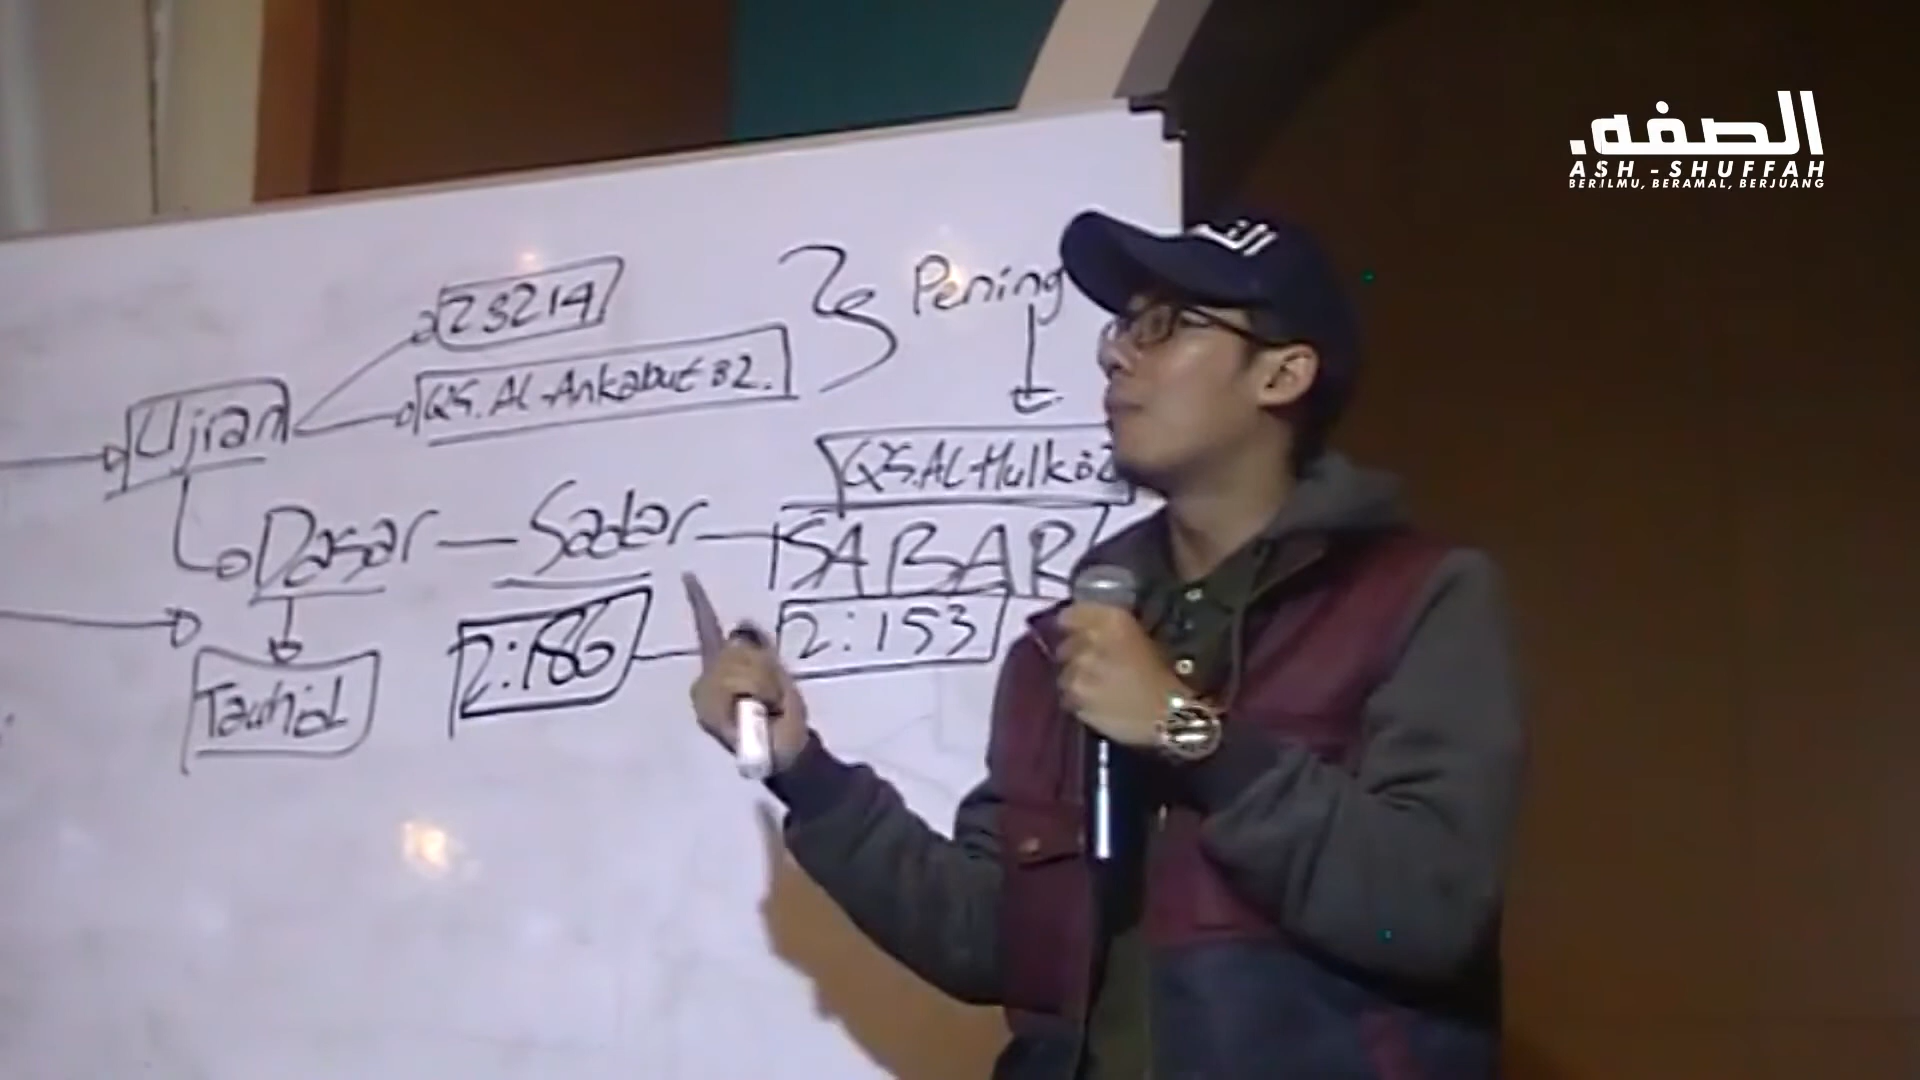 الصفه.
ASH-SHUFFAH
BERILMU, BERAMAL, BERJUANG
2:214
QS. Al-Ankabut : 2.
Pening
Ujian
QS. Al-Mulk : 2
Dasar — Sadar — SABAR
Tauhid
2:186
2:153